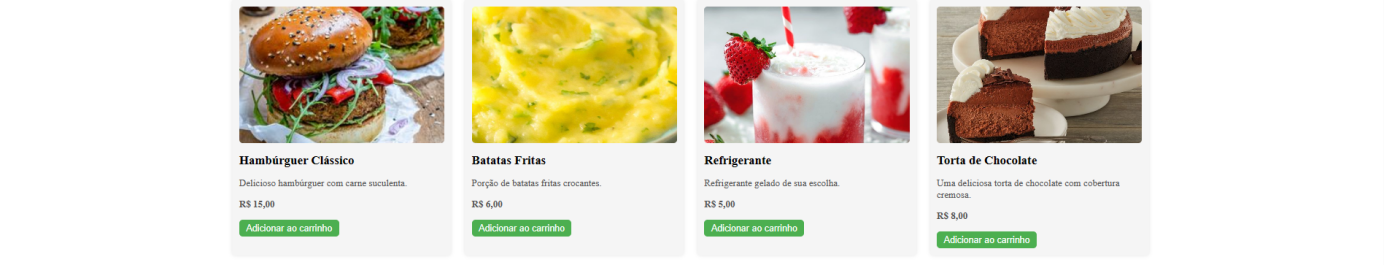 Hambúrguer Clássico
Delicioso hambúrguer com carne suculenta.
R$ 15,00
Adicionar ao carrinho
Batatas Fritas
Porção de batatas fritas crocantes.
R$ 6,00
Adicionar ao carrinho
Refrigerante
Refrigerante gelado de sua escolha.
R$ 5,00
Adicionar ao carrinho
Torta de Chocolate
Uma deliciosa torta de chocolate com cobertura
cremosa.
R$ 8,00
Adicionar ao carrinho